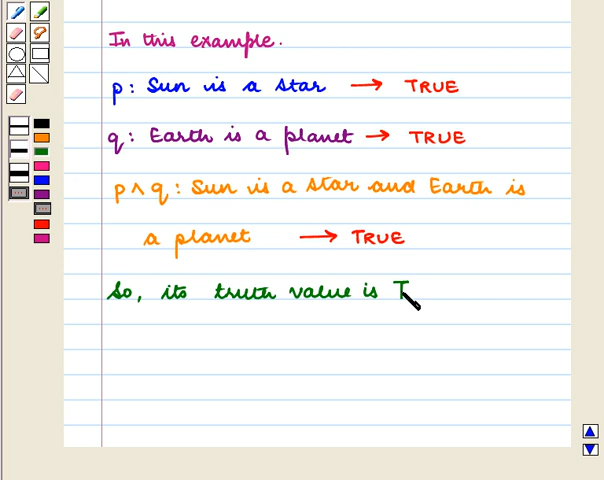 In this example.
p: Sun is a star → TRUE
q: Earth is a planet → TRUE
p ∧ q: Sun is a star and Earth is
a planet → TRUE
So, its truth value is T